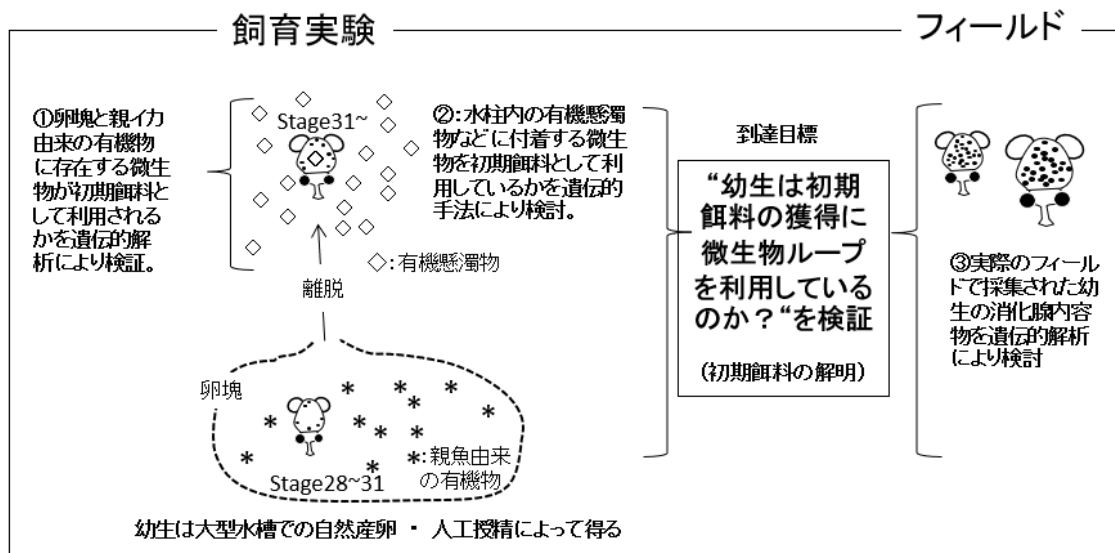 飼育実験
フィールド
①卵塊と親イカ
由来の有機物
に存在する微生
物が初期餌料と
して利用される
かを遺伝的解
析により検証。
Stage31~
②:水柱内の有機懸濁
物などに付着する微生
物を初期餌料として利
用しているかを遺伝的
手法により検討。
◇:有機懸濁物
離脱
卵塊
*:親魚由来
の有機物
Stage28~31
幼生は大型水槽での自然産卵 ・ 人工授精によって得る
到達目標
“幼生は初期
餌料の獲得に
微生物ループ
を利用している
のか?“を検証
(初期餌料の解明)
③実際のフィー
ルドで採集された幼
生の消化腺内容
物を遺伝的解析
により検討